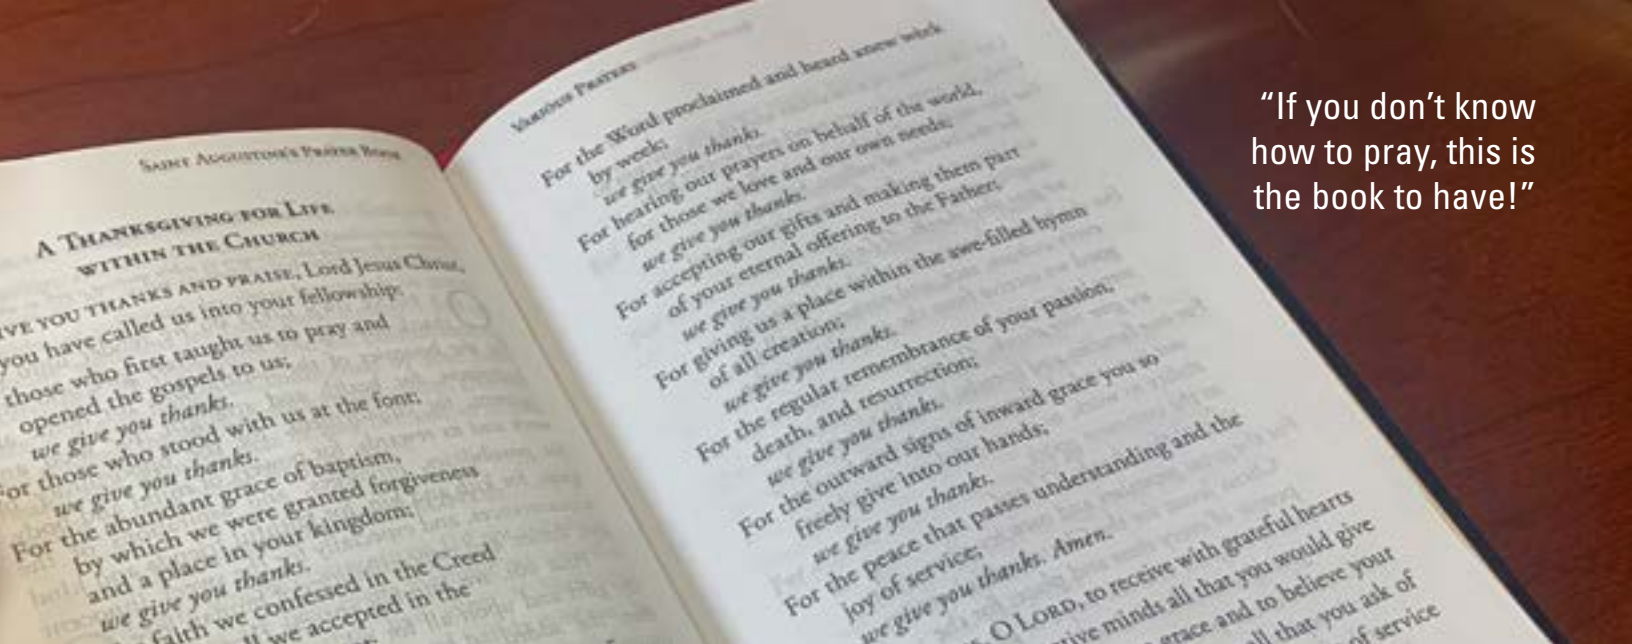 SAINT AUGUSTINE'S PRAYER BOOK
A THANKSGIVING FOR LIFE
WITHIN THE CHURCH
IVE YOU THANKS AND PRAISE, Lord Jesus Christ,
you have called us into your fellowship:
those who first taught us to pray and
opened the gospels to us;
we give you thanks.
For those who stood with us at the font;
we give you thanks.
For the abundant grace of baptism,
by which we were granted forgiveness
and a place in your kingdom;
we give you thanks.
faith we confessed in the Creed
we accepted in the
VARIOUS PRAYERS
For the Word proclaimed and heard anew week
by week;
we give you thanks.
For hearing our prayers on behalf of the world,
for those we love and our own needs;
we give you thanks.
For accepting our gifts and making them part
of your eternal offering to the Father;
we give you thanks.
For giving us a place within the awe-filled hymn
of all creation;
we give you thanks.
For the regular remembrance of your passion,
death, and resurrection;
we give you thanks.
For the outward signs of inward grace you so
freely give into our hands;
we give you thanks.
For the peace that passes understanding and the
joy of service;
we give you thanks. Amen.
O LORD, to receive with grateful hearts
minds all that you would give
grace and to believe your
all that you ask of
of service
“If you don’t know
how to pray, this is
the book to have!”